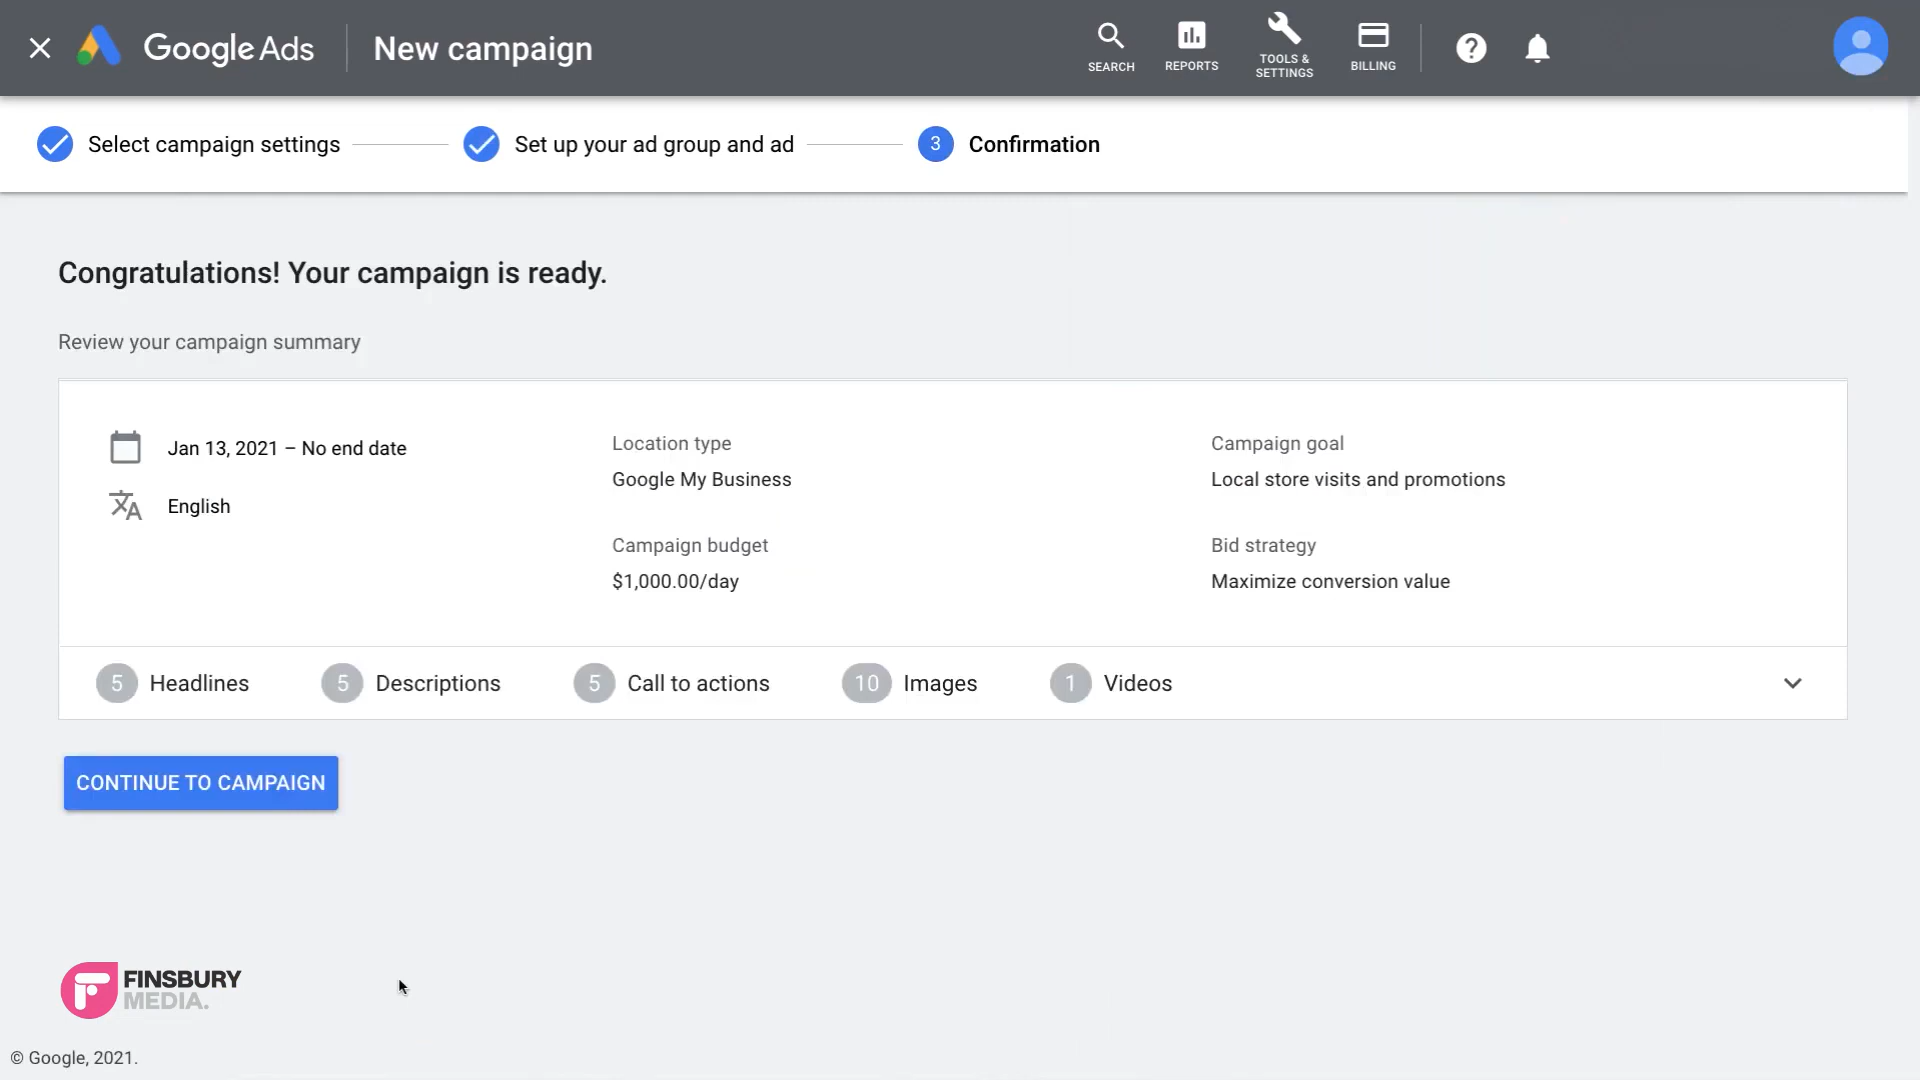 Google Ads
New campaign
SEARCH
REPORTS
TOOLS &
SETTINGS
BILLING
Select campaign settings
Set up your ad group and ad
3
Confirmation
Congratulations! Your campaign is ready.
Review your campaign summary
Jan 13, 2021 – No end date
English
Location type
Google My Business
Campaign budget
$1,000.00/day
Campaign goal
Local store visits and promotions
Bid strategy
Maximize conversion value
5 Headlines
5 Descriptions
5 Call to actions
10 Images
1 Videos
CONTINUE TO CAMPAIGN
FINSBURY
MEDIA.
© Google, 2021.